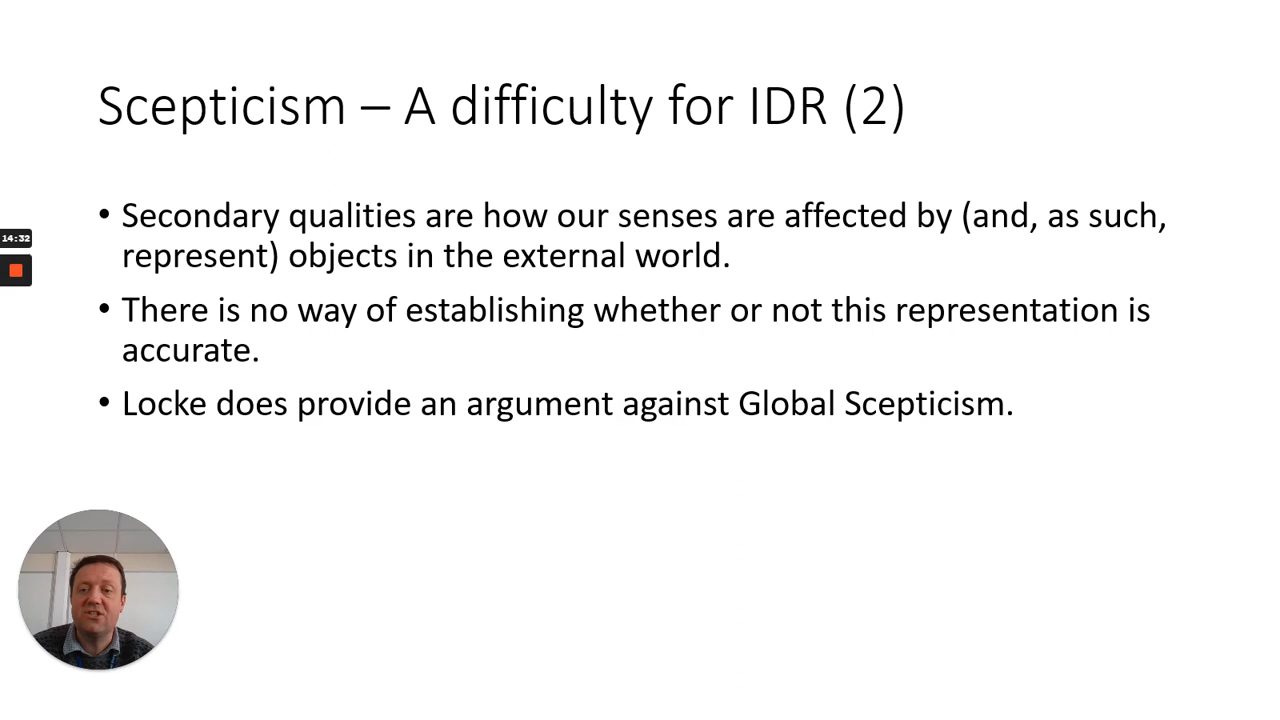 Scepticism – A difficulty for IDR (2)
• Secondary qualities are how our senses are affected by (and, as such,
represent) objects in the external world.
• There is no way of establishing whether or not this representation is
accurate.
• Locke does provide an argument against Global Scepticism.
14:32